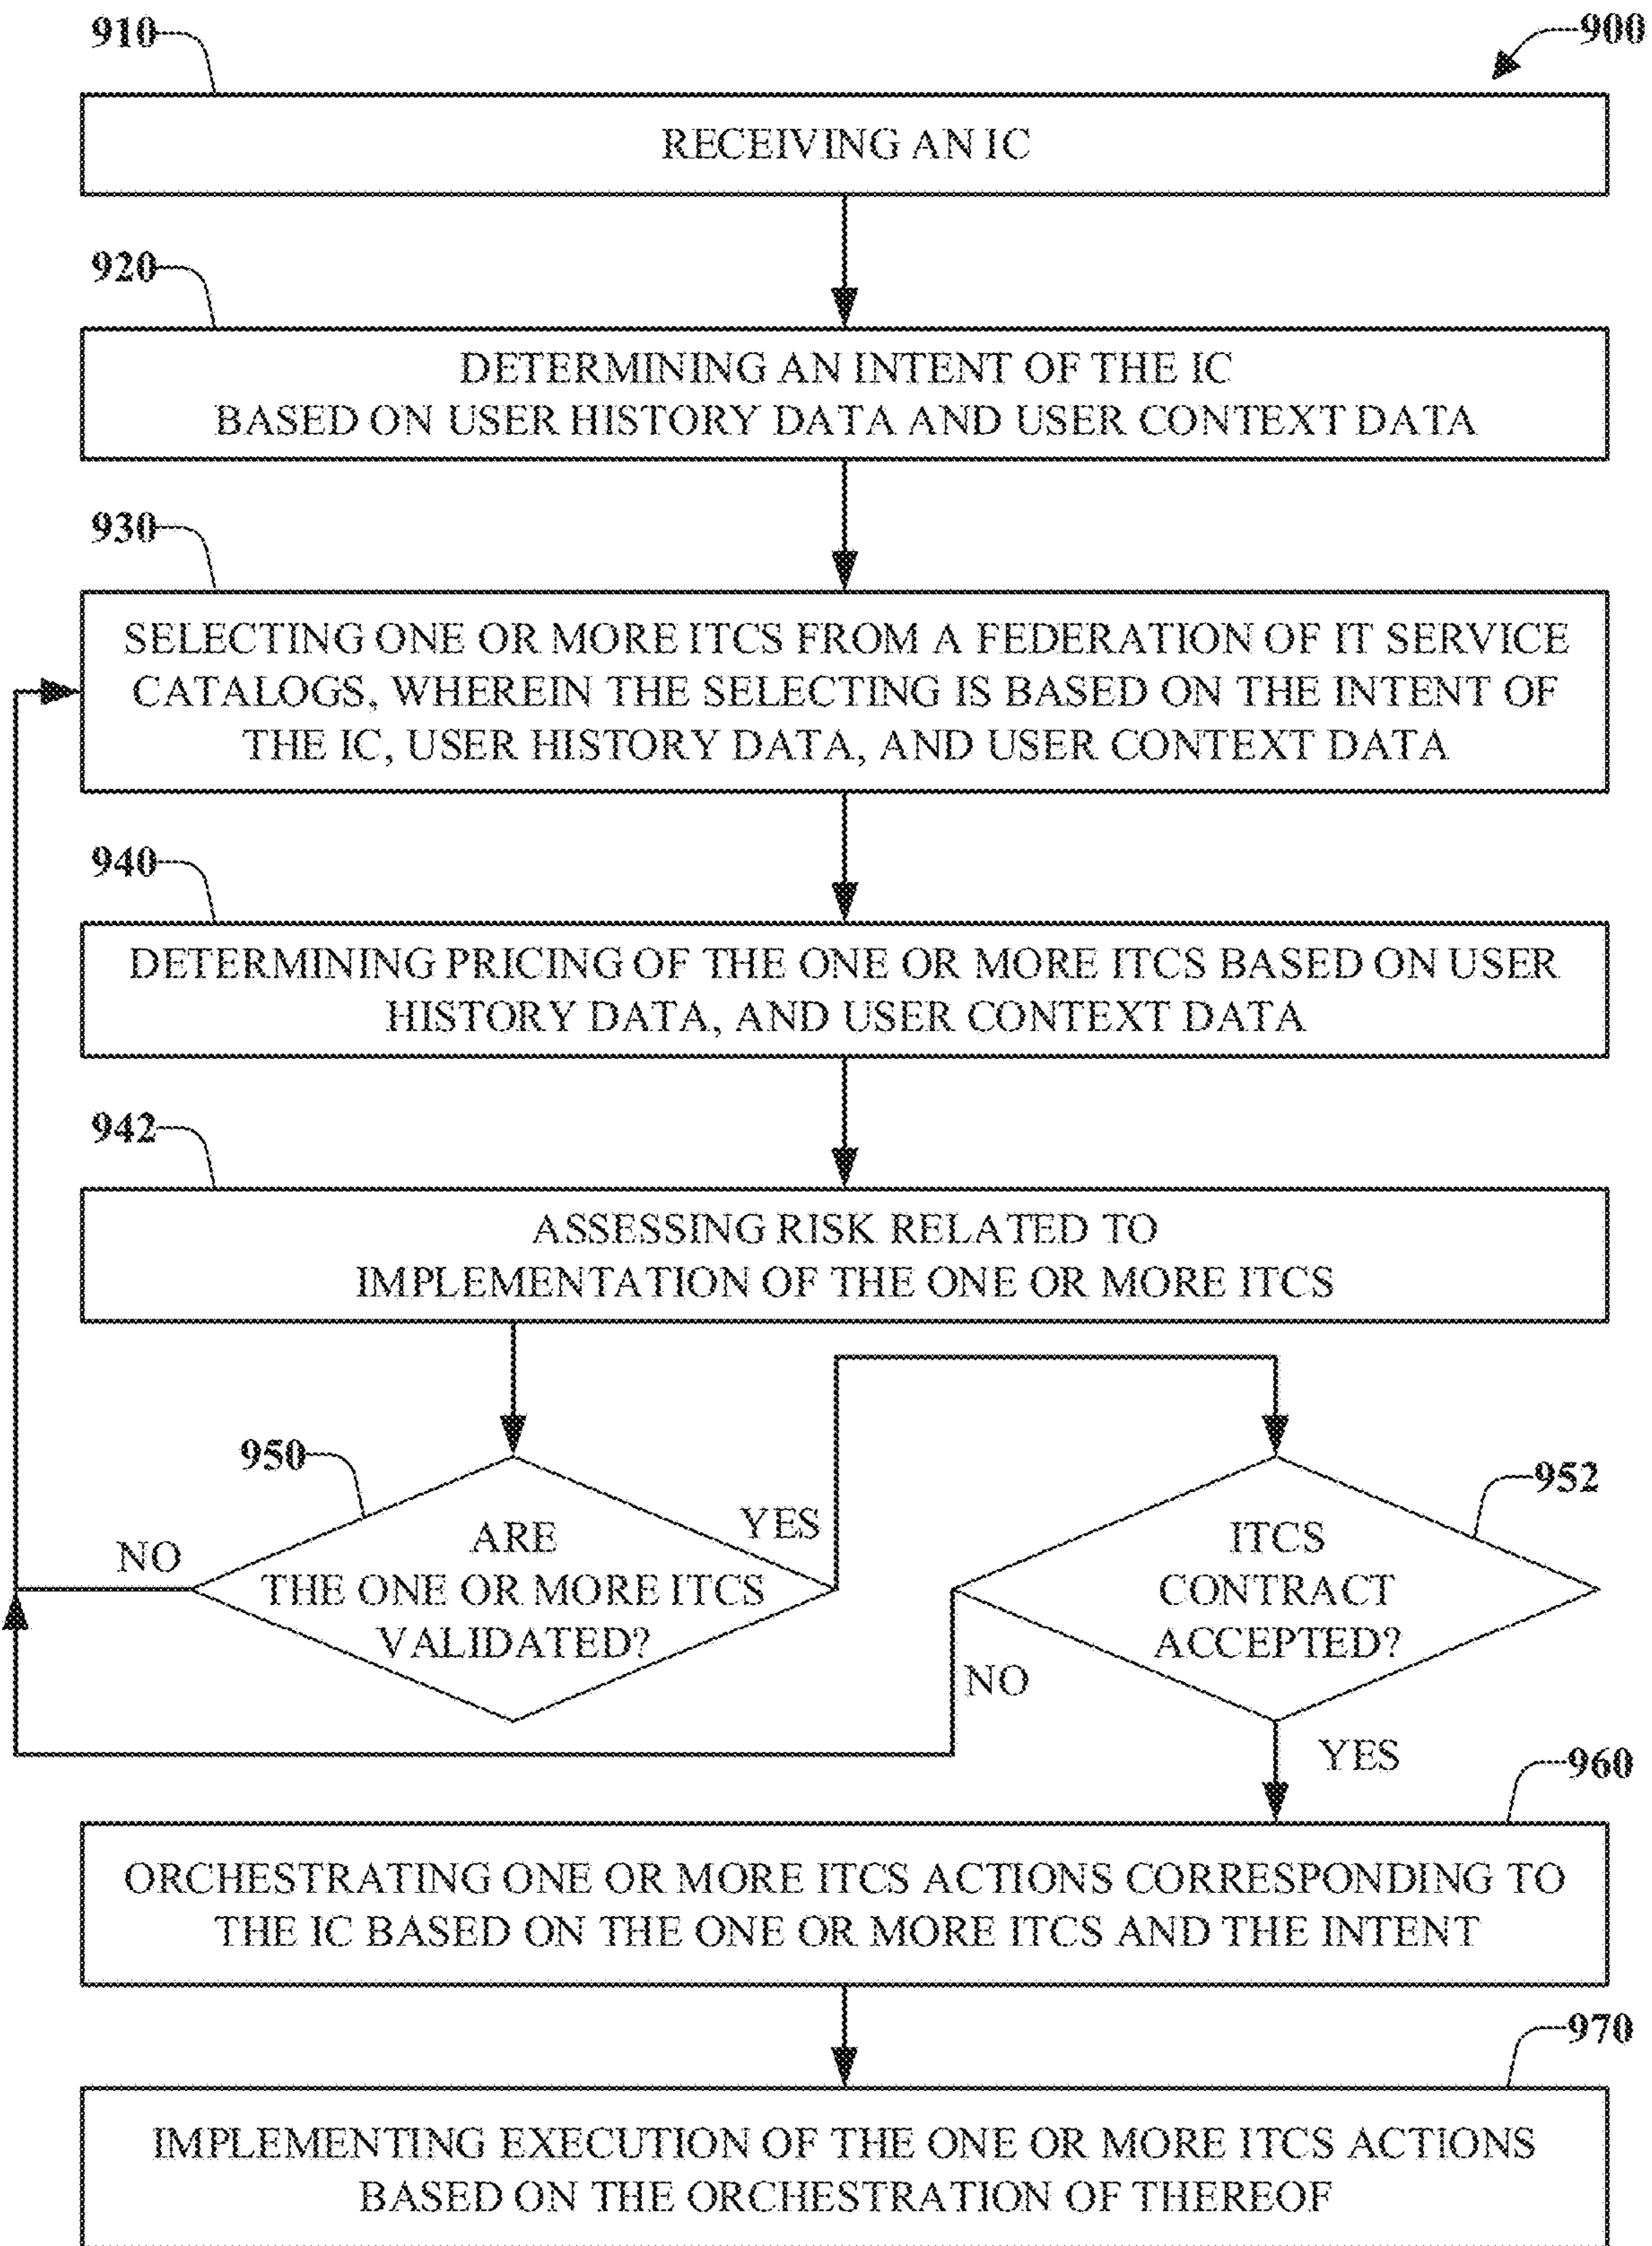 910
900
RECEIVING AN IC
920
DETERMINING AN INTENT OF THE IC
BASED ON USER HISTORY DATA AND USER CONTEXT DATA
930
SELECTING ONE OR MORE ITCS FROM A FEDERATION OF IT SERVICE
CATALOGS, WHEREIN THE SELECTING IS BASED ON THE INTENT OF
THE IC, USER HISTORY DATA, AND USER CONTEXT DATA
940
DETERMINING PRICING OF THE ONE OR MORE ITCS BASED ON USER
HISTORY DATA, AND USER CONTEXT DATA
942
ASSESSING RISK RELATED TO
IMPLEMENTATION OF THE ONE OR MORE ITCS
950
NO
ARE
THE ONE OR MORE ITCS
VALIDATED?
YES
952
ITCS
CONTRACT
ACCEPTED?
NO
YES
960
ORCHESTRATING ONE OR MORE ITCS ACTIONS CORRESPONDING TO
THE IC BASED ON THE ONE OR MORE ITCS AND THE INTENT
970
IMPLEMENTING EXECUTION OF THE ONE OR MORE ITCS ACTIONS
BASED ON THE ORCHESTRATION OF THEREOF